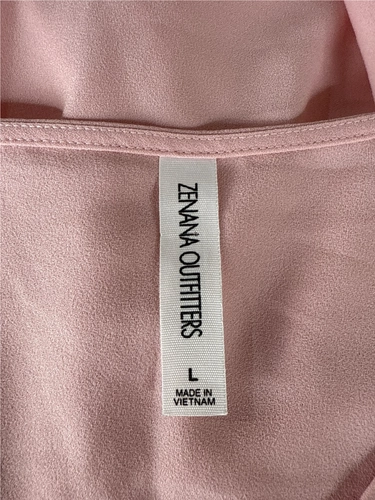 ZENANA OUTFITTERS
L
MADE IN
VIETNAM